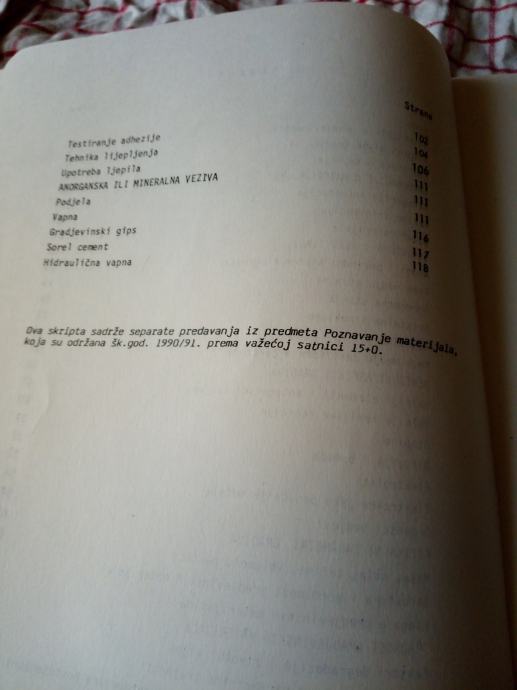 Strana
Testiranje adhezije 102
Tehnika lijepljenja 104
Upotreba ljepila 106
ANORGANSKA ILI MINERALNA VEZIVA 111
Podjela 111
Vapna 111
Gradjevinski gips 116
Sorel cement 117
Hidraulična vapna 118
Ova skripta sadrže separate predavanja iz predmeta Poznavanje materijala,
koja su održana šk.god. 1990/91. prema važećoj satnici 15+0.